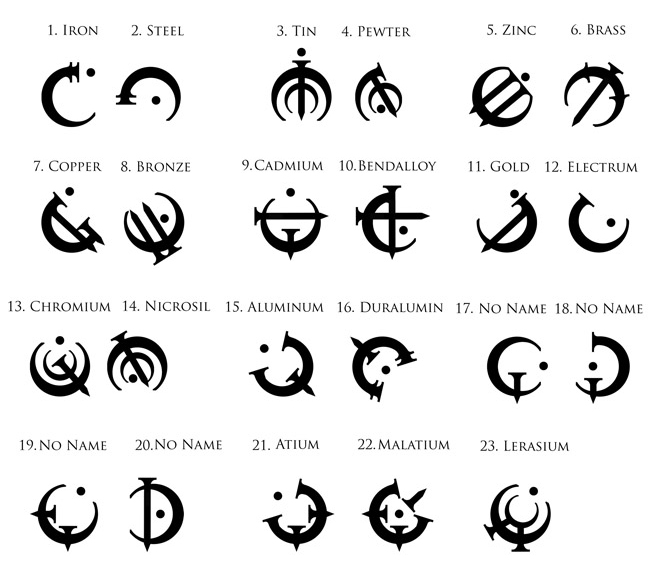 1. Iron 2. Steel 3. Tin 4. Pewter 5. Zinc 6. Brass
7. Copper 8. Bronze 9.Cadmium 10.Bendalloy 11. Gold 12. Electrum
13. Chromium 14. Nicrosil 15. Aluminum 16. Duralumin 17. No Name 18.No Name
19.No Name 20.No Name 21. Atium 22.Malatium 23. Lerasium